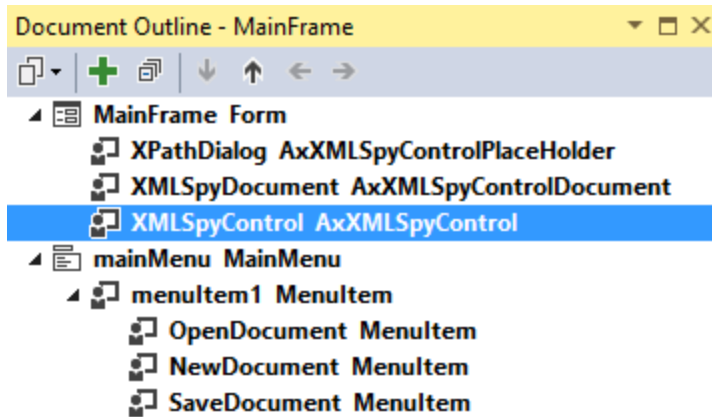 Document Outline - MainFrame
MainFrame Form
XPathDialog AxXMLSpyControlPlaceHolder
XMLSpyDocument AxXMLSpyControlDocument
XMLSpyControl AxXMLSpyControl
mainMenu MainMenu
menuItem1 MenuItem
OpenDocument MenuItem
NewDocument MenuItem
SaveDocument MenuItem